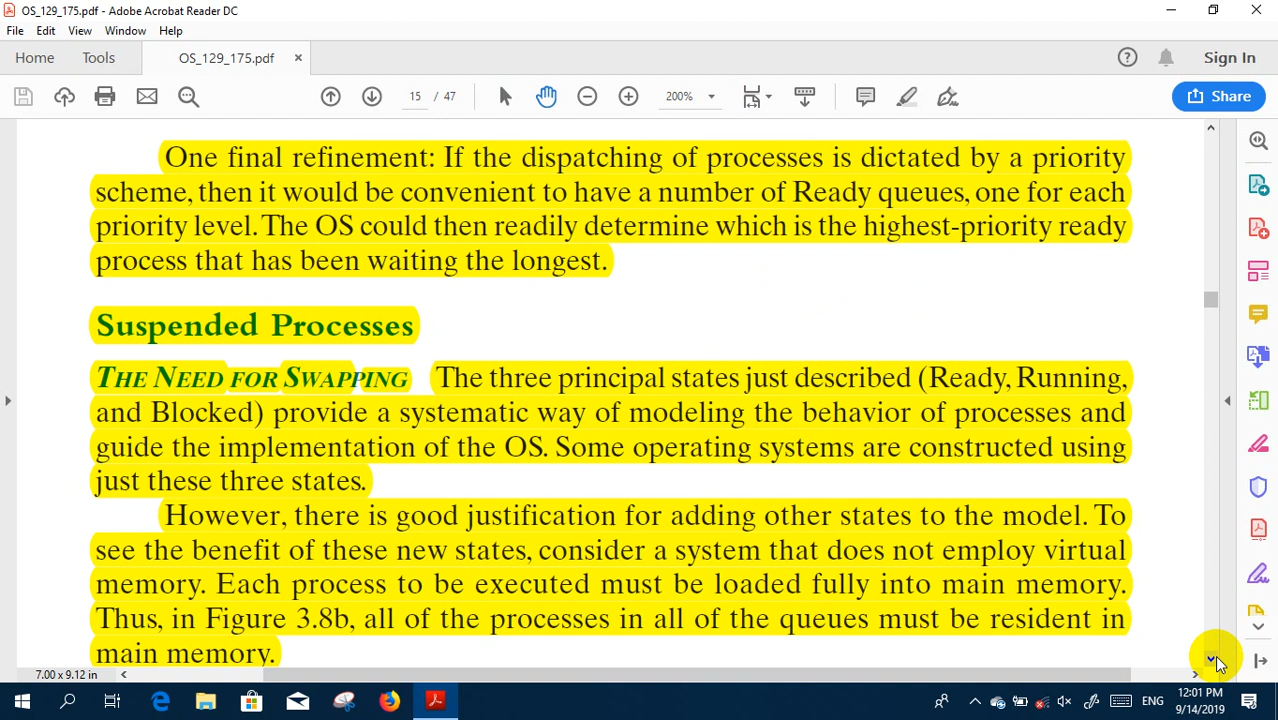 OS_129_175.pdf - Adobe Acrobat Reader DC
File Edit View Window Help
Home Tools OS_129_175.pdf × Sign In
15 / 47 200% Share
One final refinement: If the dispatching of processes is dictated by a priority
scheme, then it would be convenient to have a number of Ready queues, one for each
priority level. The OS could then readily determine which is the highest-priority ready
process that has been waiting the longest.
Suspended Processes
THE NEED FOR SWAPPING The three principal states just described (Ready, Running,
and Blocked) provide a systematic way of modeling the behavior of processes and
guide the implementation of the OS. Some operating systems are constructed using
just these three states.
However, there is good justification for adding other states to the model. To
see the benefit of these new states, consider a system that does not employ virtual
memory. Each process to be executed must be loaded fully into main memory.
Thus, in Figure 3.8b, all of the processes in all of the queues must be resident in
main memory.
7.00 x 9.12 in
ENG 12:01 PM
9/14/2019